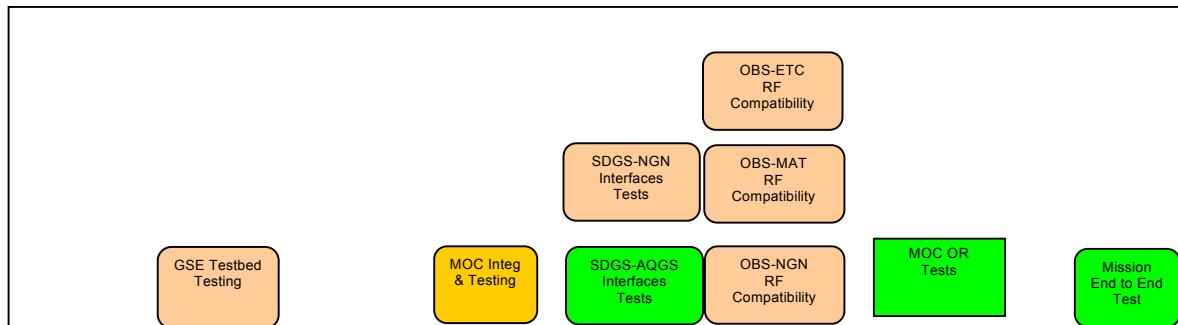 OBS-ETC
RF
Compatibility
SDGS-NGN
Interfaces
Tests
OBS-MAT
RF
Compatibility
GSE Testbed
Testing
MOC Integ
& Testing
SDGS-AQGS
Interfaces
Tests
OBS-NGN
RF
Compatibility
MOC OR
Tests
Mission
End to End
Test